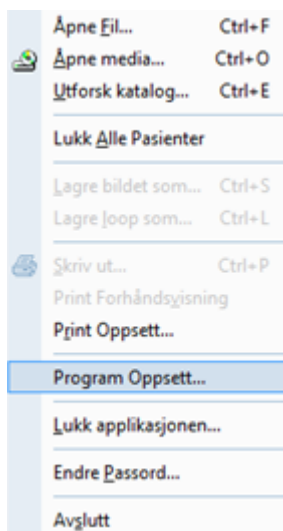 Åpne Fil... Ctrl+F
Åpne media... Ctrl+O
Utforsk katalog... Ctrl+E
Lukk Alle Pasienter
Lagre bildet som... Ctrl+S
Lagre loop som... Ctrl+L
Skriv ut... Ctrl+P
Print Forhåndsvisning
Print Oppsett...
Program Oppsett...
Lukk applikasjonen...
Endre Passord...
Avslutt